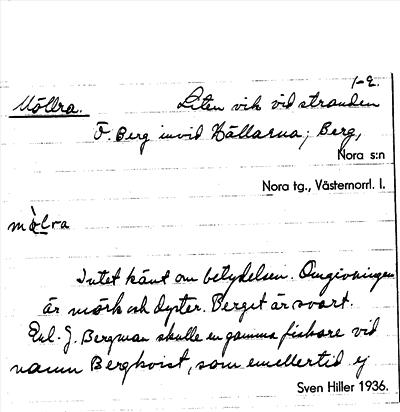 1-2.
Möllra. Liten vik vid stranden
Ö. Berg invid Hällarna, Berg,
Nora s:n
Nora tg., Västernorrl. l.
mòlra
Intet känt om betydelsen. Omgivningen
är mörk och dyster. Berget är svart.
Enl. J. Bergman skulle en gammal fiskare vid
namn Bergkvist, som emellertid ej
Sven Hiller 1936.